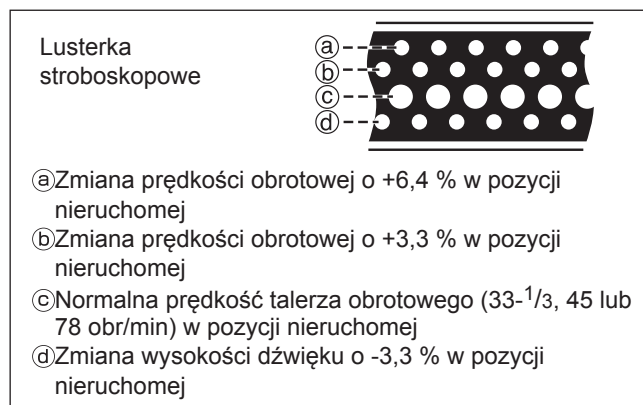 Lusterka
stroboskopowe
ⓐ
ⓑ
ⓒ
ⓓ
ⓐZmiana prędkości obrotowej o +6,4 % w pozycji
nieruchomej
ⓑZmiana prędkości obrotowej o +3,3 % w pozycji
nieruchomej
ⓒNormalna prędkość talerza obrotowego (33-1/3, 45 lub
78 obr/min) w pozycji nieruchomej
ⓓZmiana wysokości dźwięku o -3,3 % w pozycji
nieruchomej